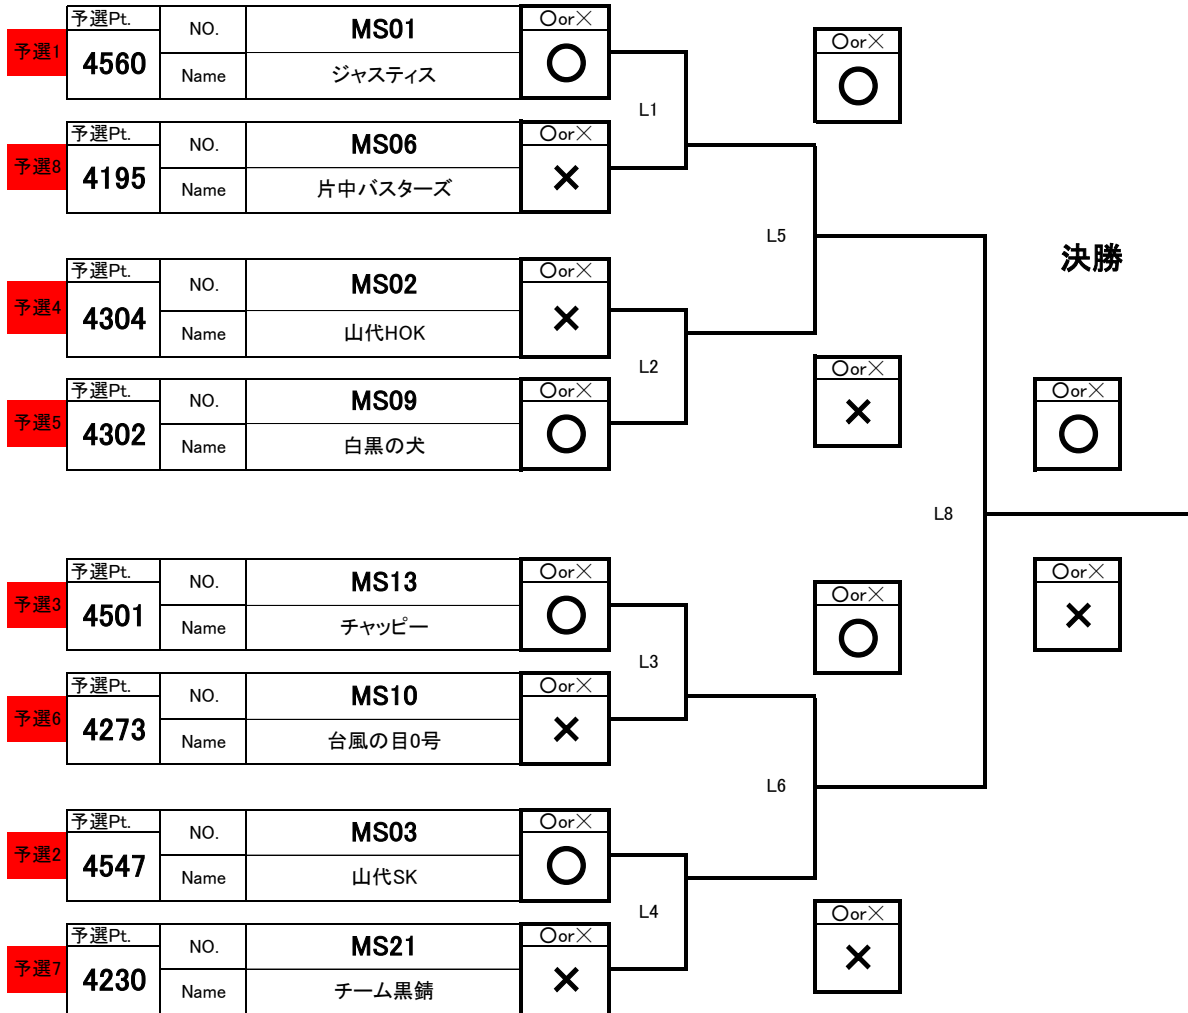 予選1 予選Pt. 4560 NO. MS01 ○or×
Name ジャスティス ○
○or×
○
L1
予選8 予選Pt. 4195 NO. MS06 ○or×
Name 片中バスターズ ×
L5
決勝
予選4 予選Pt. 4304 NO. MS02 ○or×
Name 山代HOK ×
L2
○or×
×
予選5 予選Pt. 4302 NO. MS09 ○or×
Name 白黒の犬 ○
○or×
○
L8
予選3 予選Pt. 4501 NO. MS13 ○or×
Name チャッピー ○
○or×
○
○or×
×
L3
予選6 予選Pt. 4273 NO. MS10 ○or×
Name 台風の目0号 ×
L6
予選2 予選Pt. 4547 NO. MS03 ○or×
Name 山代SK ○
L4
○or×
×
予選7 予選Pt. 4230 NO. MS21 ○or×
Name チーム黒錆 ×